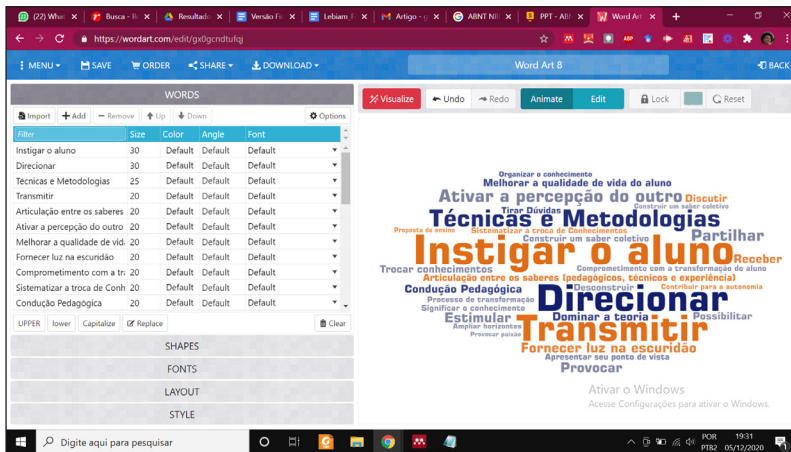 (22) What
Busca - R
Resultado
Versão Fi
Lebiam_F
Artigo - g
ABNT NB
PPT - ABN
Word Art
https://wordart.com/edit/gx0gcndtufqj
MENU
SAVE
ORDER
SHARE
DOWNLOAD
Word Art 8
BACK
WORDS
Import Add Remove Up Down Options
Filter Size Color Angle Font
Instigar o aluno 30 Default Default Default
Direcionar 30 Default Default Default
Técnicas e Metodologias 25 Default Default Default
Transmitir 20 Default Default Default
Articulação entre os saberes 20 Default Default Default
Ativar a percepção do outro 20 Default Default Default
Melhorar a qualidade de vid 20 Default Default Default
Fornecer luz na escuridão 20 Default Default Default
Comprometimento com a tra 20 Default Default Default
Sistematizar a troca de Conh 20 Default Default Default
Condução Pedagógica 20 Default Default Default
UPPER lower Capitalize Replace Clear
SHAPES
FONTS
LAYOUT
STYLE
Visualize Undo Redo Animate Edit Lock Reset
Organizar o conhecimento
Melhorar a qualidade de vida do aluno
Ativar a percepção do outro Discutir
Tirar Dúvidas Construir um saber coletivo
Técnicas e Metodologias
Proposta de ensino Sistematizar a troca de Conhecimentos
Construir um saber coletivo Partilhar
Instigar o aluno Receber
Trocar conhecimentos Comprometimento com a transformação do aluno
Articulação entre os saberes (pedagógicos, técnicos e experiência)
Condução Pedagógica Desconstruir Contribuir para a autonomia
Processo de transformação Direcionar
Significar o conhecimento
Estimular Dominar a teoria Possibilitar
Ampliar horizontes Transmitir
Provocar paixão
Fornecer luz na escuridão
Apresentar seu ponto de vista
Provocar
Ativar o Windows
Acesse Configurações para ativar o Windows.
Digite aqui para pesquisar
POR 19:31
PTB2 05/12/2020